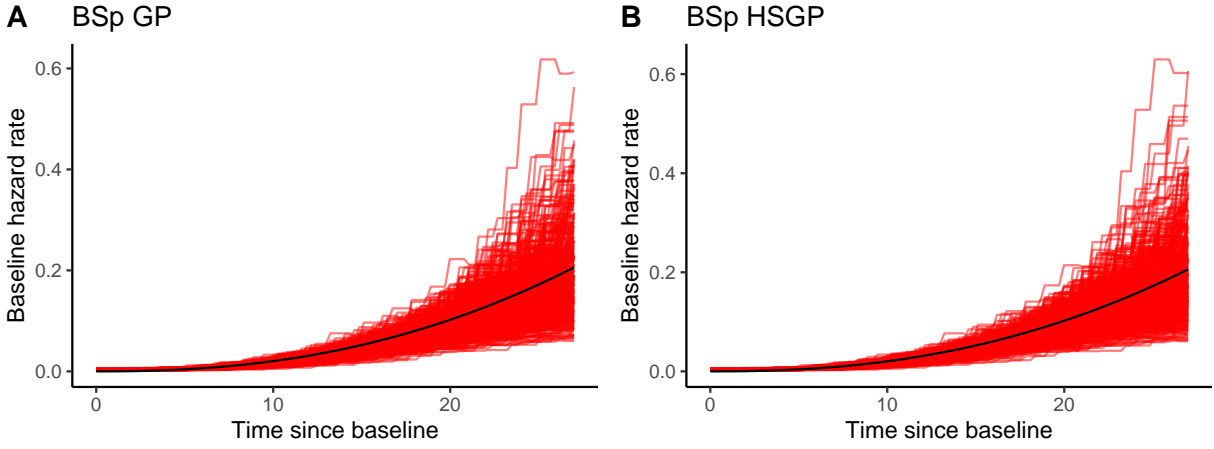 A BSp GP
Baseline hazard rate
0.6
0.4
0.2
0.0
0 10 20
Time since baseline
B BSp HSGP
Baseline hazard rate
0.6
0.4
0.2
0.0
0 10 20
Time since baseline